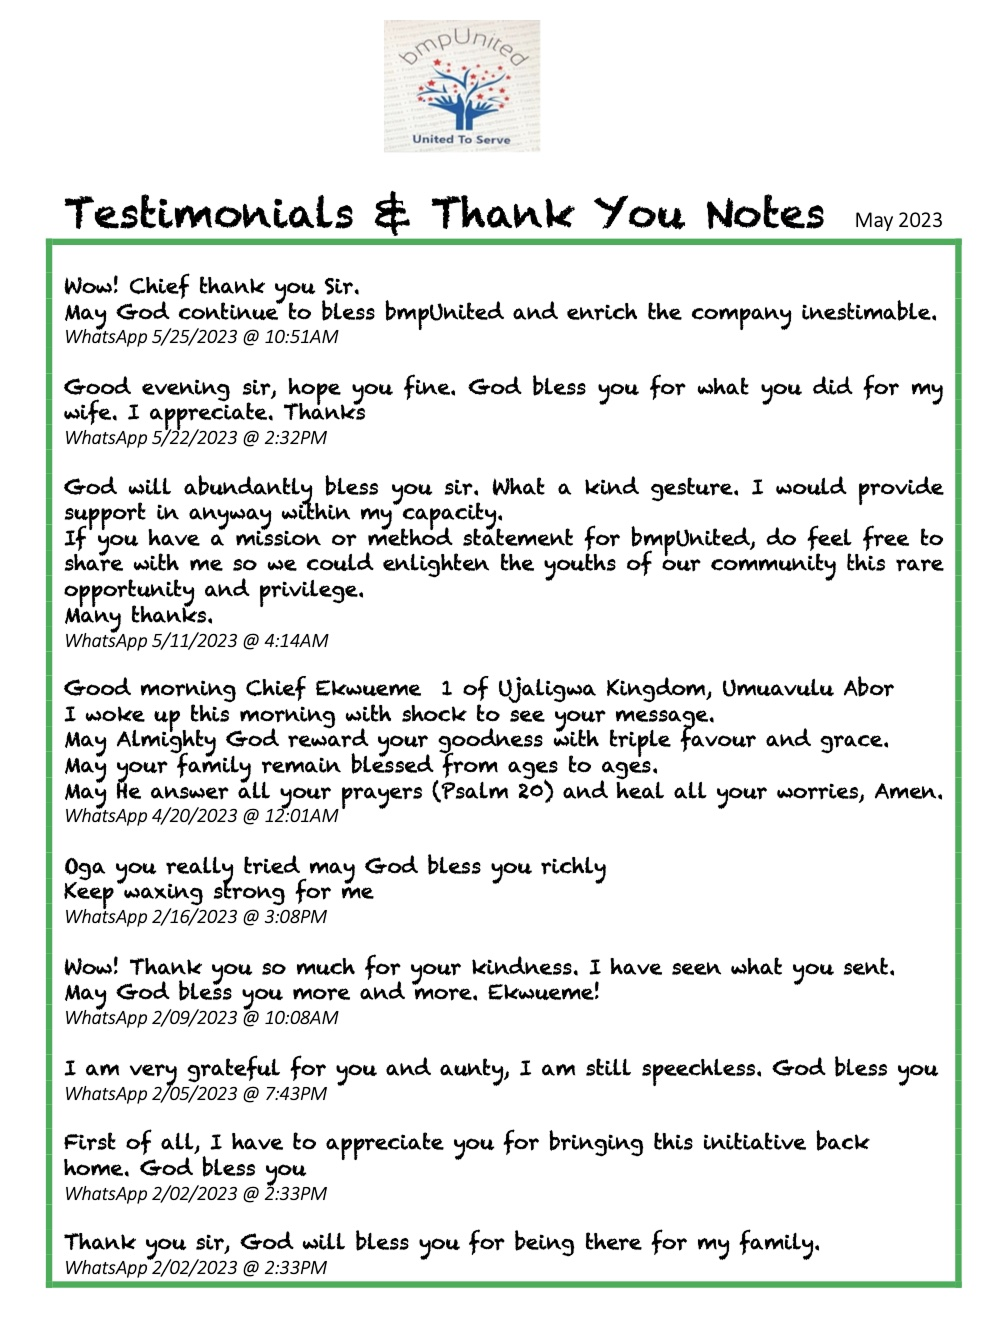 bmpUnited
United To Serve
Testimonials & Thank You Notes May 2023
Wow! Chief thank you Sir.
May God continue to bless bmpUnited and enrich the company inestimable.
WhatsApp 5/25/2023 @ 10:51AM
Good evening sir, hope you fine. God bless you for what you did for my
wife. I appreciate. Thanks
WhatsApp 5/22/2023 @ 2:32PM
God will abundantly bless you sir. What a kind gesture. I would provide
support in anyway within my capacity.
If you have a mission or method statement for bmpUnited, do feel free to
share with me so we could enlighten the youths of our community this rare
opportunity and privilege.
Many thanks.
WhatsApp 5/11/2023 @ 4:14AM
Good morning Chief Ekwueme 1 of Ujaligwa Kingdom, Umuavulu Abor
I woke up this morning with shock to see your message.
May Almighty God reward your goodness with triple favour and grace.
May your family remain blessed from ages to ages.
May He answer all your prayers (Psalm 20) and heal all your worries, Amen.
WhatsApp 4/20/2023 @ 12:01AM
Oga you really tried may God bless you richly
Keep waxing strong for me
WhatsApp 2/16/2023 @ 3:08PM
Wow! Thank you so much for your kindness. I have seen what you sent.
May God bless you more and more. Ekwueme!
WhatsApp 2/09/2023 @ 10:08AM
I am very grateful for you and aunty, I am still speechless. God bless you
WhatsApp 2/05/2023 @ 7:43PM
First of all, I have to appreciate you for bringing this initiative back
home. God bless you
WhatsApp 2/02/2023 @ 2:33PM
Thank you sir, God will bless you for being there for my family.
WhatsApp 2/02/2023 @ 2:33PM